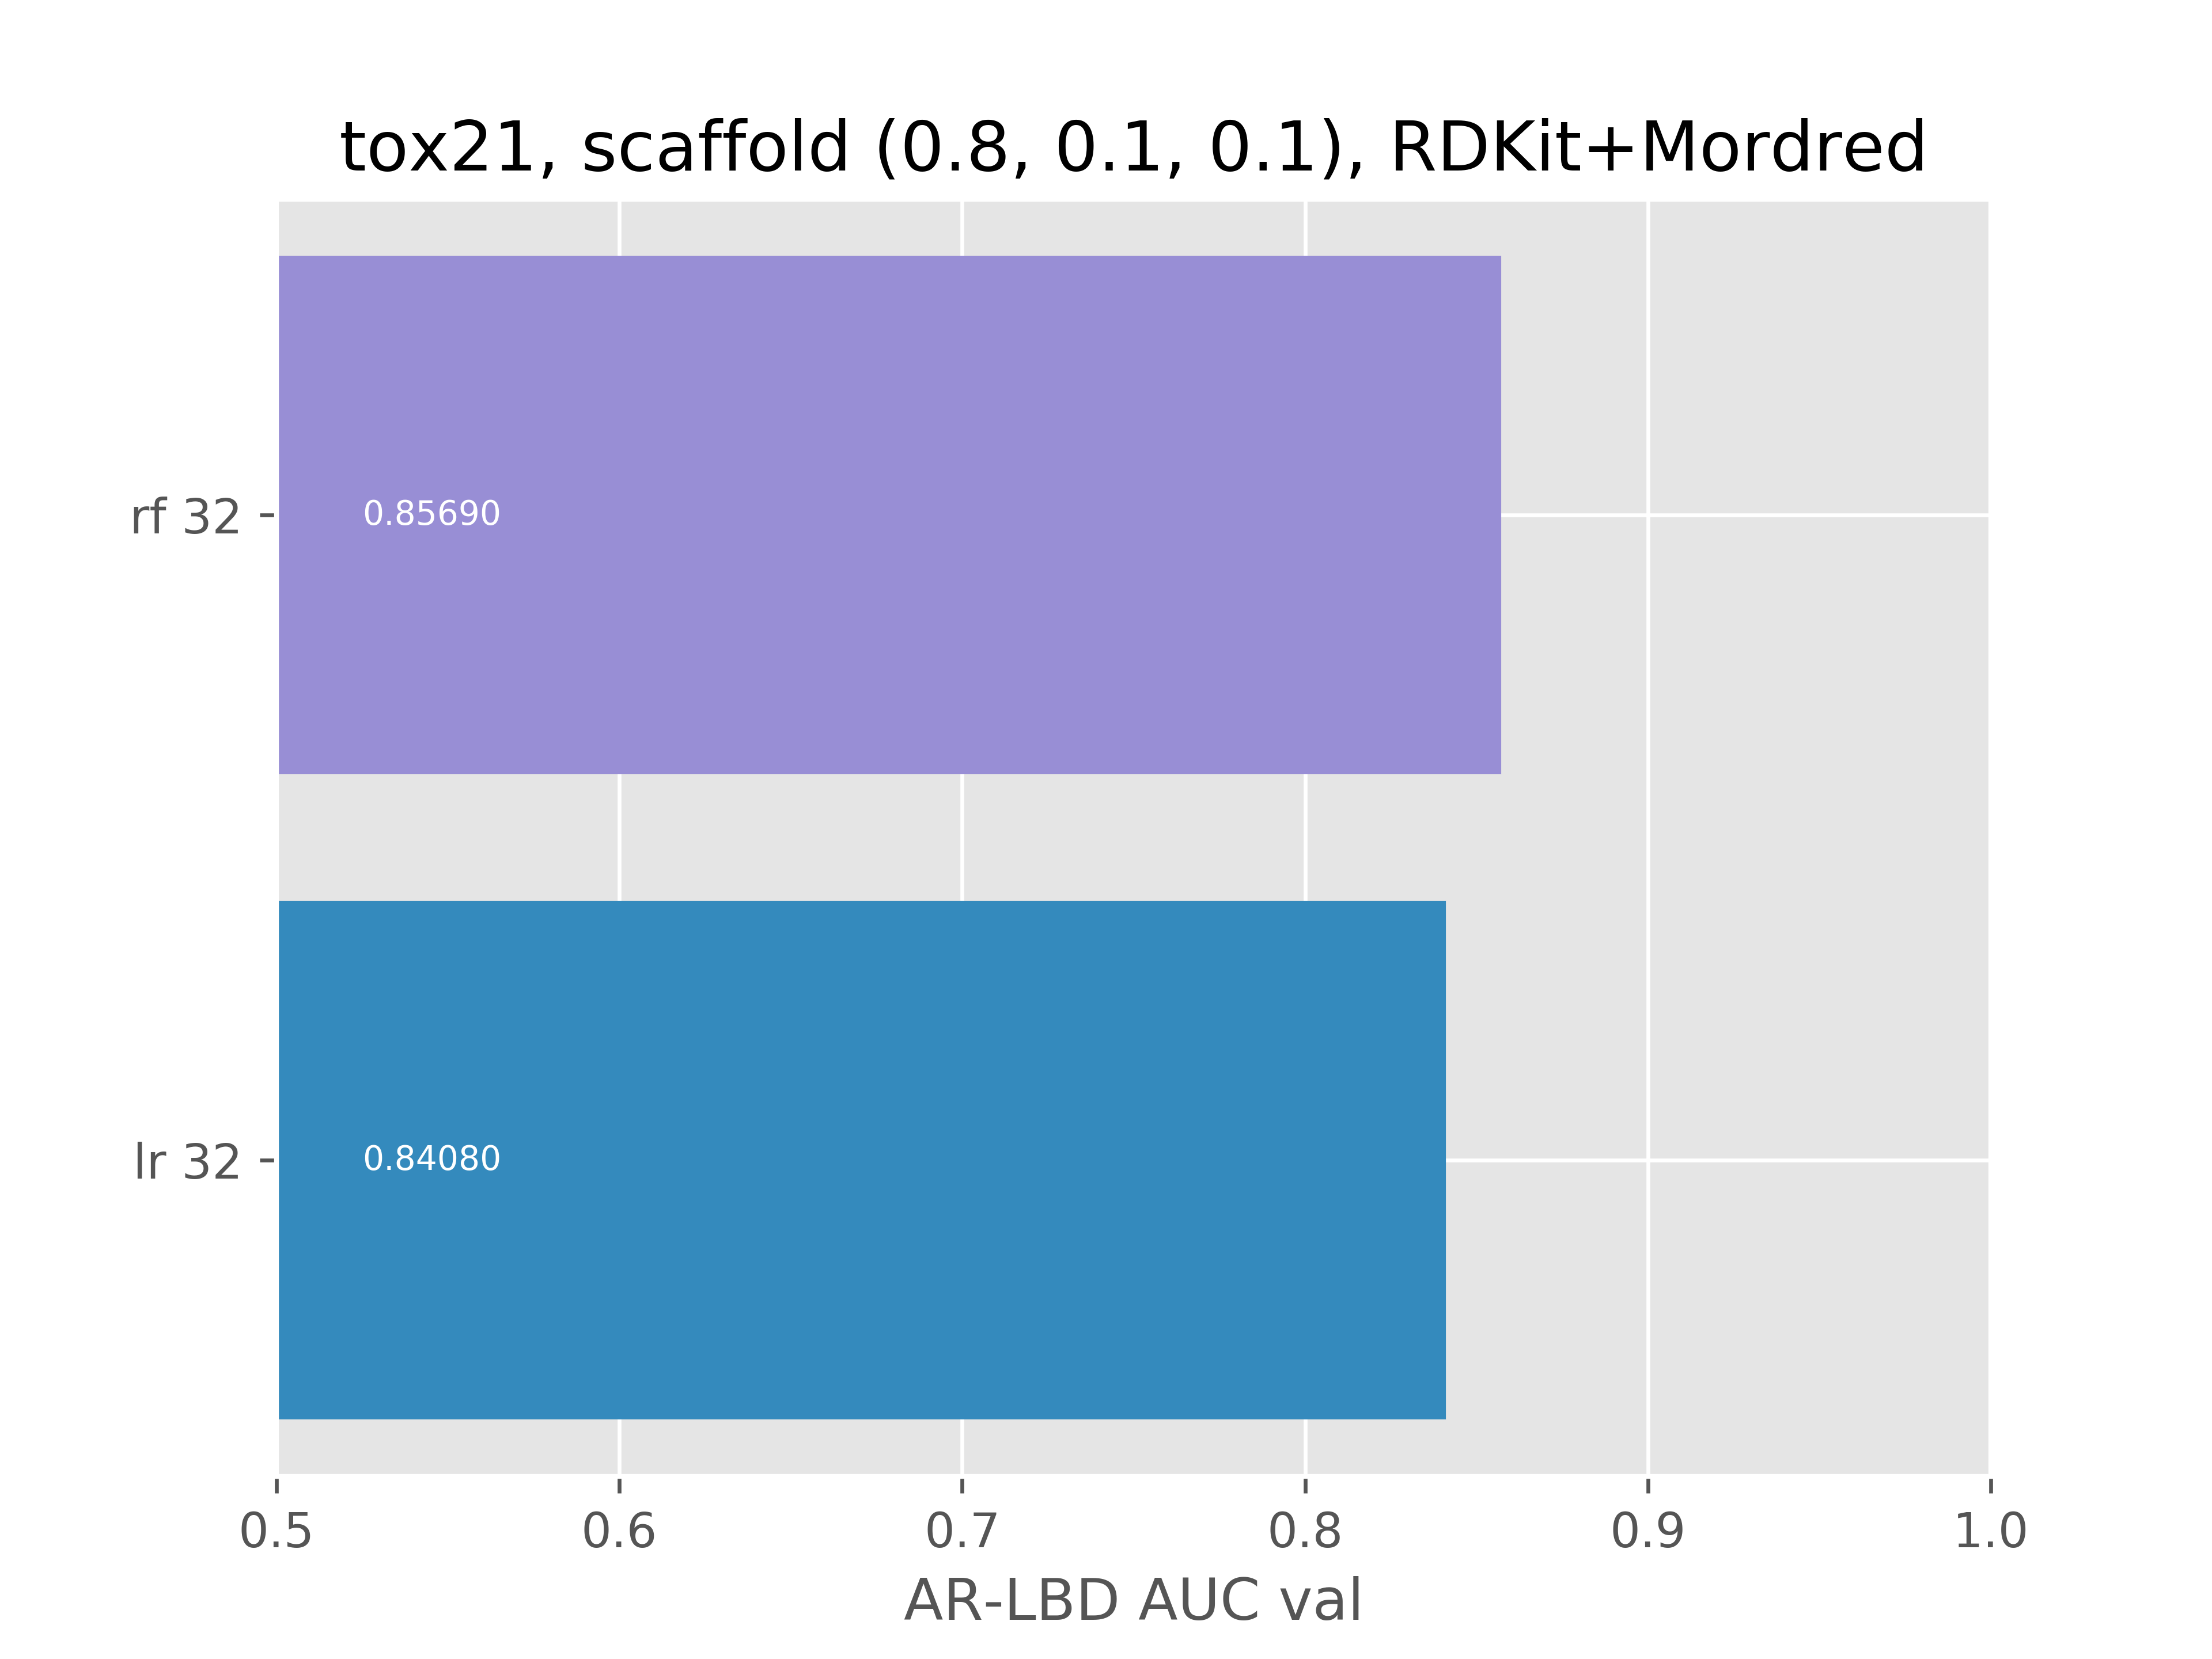 tox21, scaffold (0.8, 0.1, 0.1), RDKit+Mordred
rf 32
0.85690
lr 32
0.84080
0.5 0.6 0.7 0.8 0.9 1.0
AR-LBD AUC val